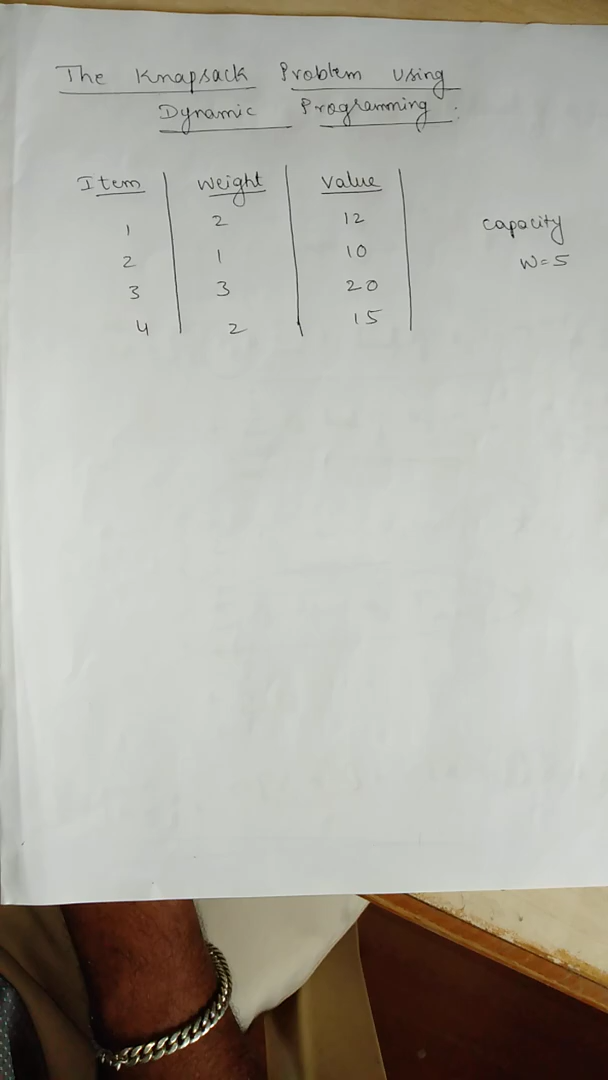 The Knapsack Problem using
Dynamic Programming :
Item Weight Value
1 2 12
2 1 10
3 3 20
4 2 15
capacity
W=5